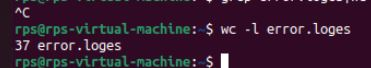 ^C
rps@rps-virtual-machine:~$ wc -l error.loges
37 error.loges
rps@rps-virtual-machine:~$